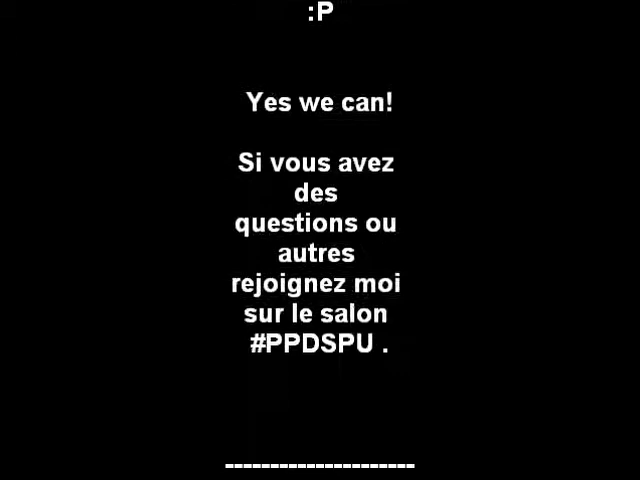 :P
Yes we can!
Si vous avez
des
questions ou
autres
rejoignez moi
sur le salon
#PPDSPU .
---------------------